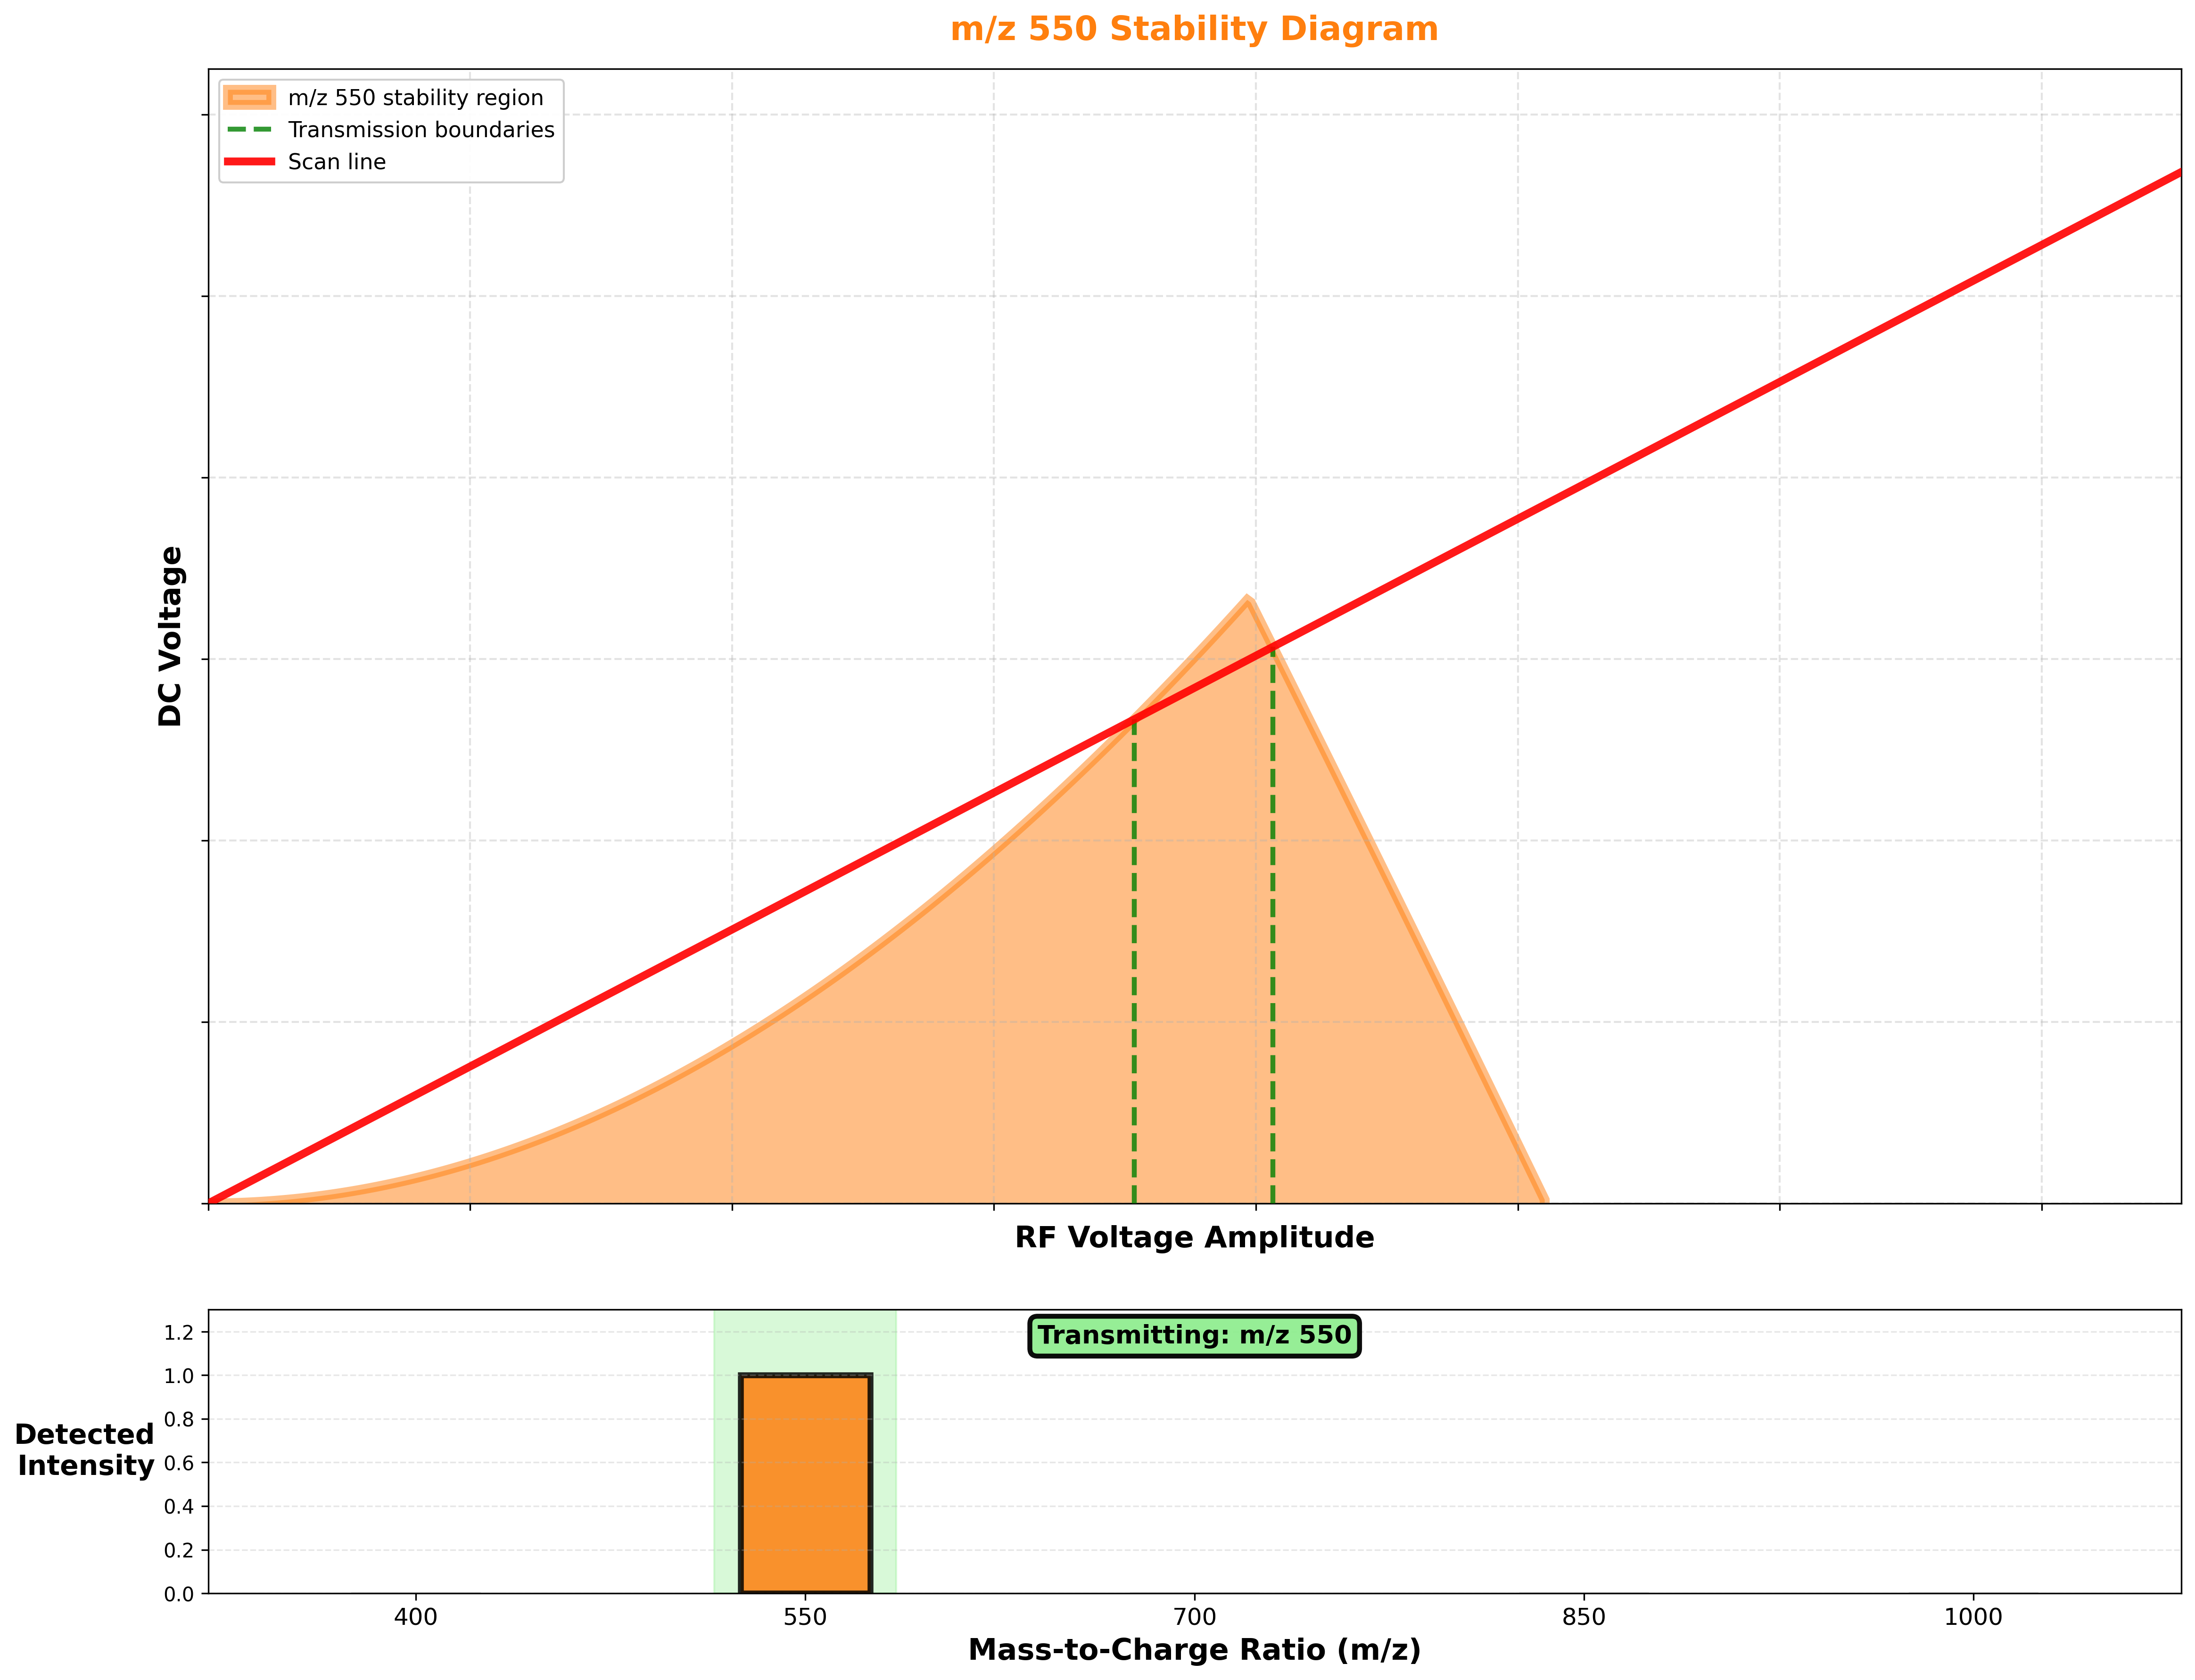 m/z 550 Stability Diagram
m/z 550 stability region
Transmission boundaries
Scan line
DC Voltage
RF Voltage Amplitude
Transmitting: m/z 550
1.2
1.0
0.8
0.6
0.4
0.2
0.0
Detected
Intensity
400 550 700 850 1000
Mass-to-Charge Ratio (m/z)